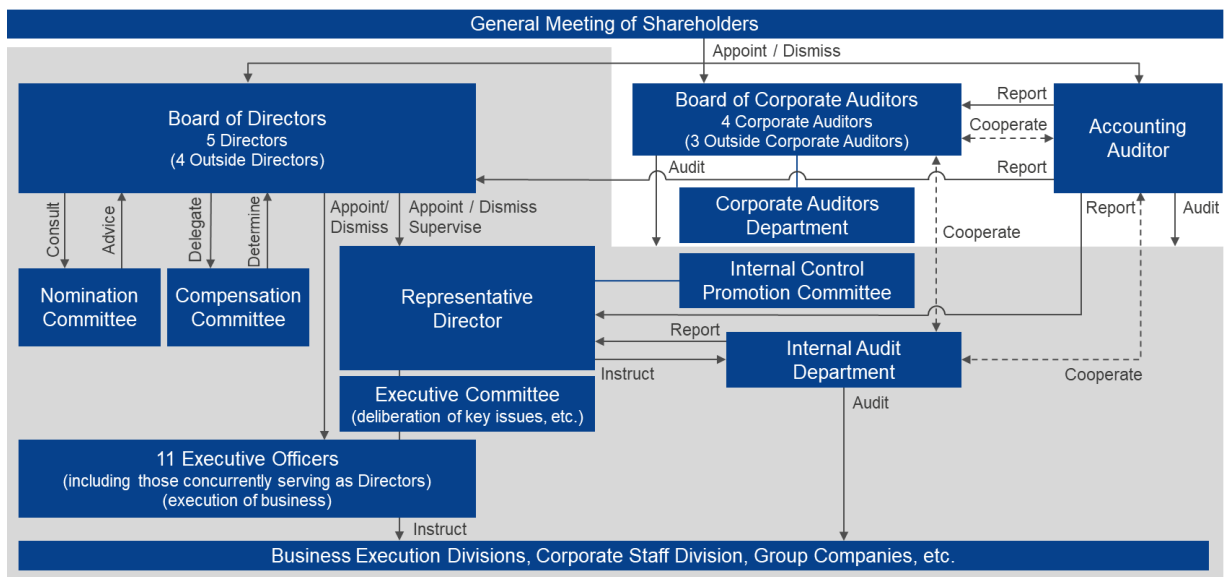 General Meeting of Shareholders
Appoint / Dismiss
Board of Directors
5 Directors
(4 Outside Directors)
Board of Corporate Auditors
4 Corporate Auditors
(3 Outside Corporate Auditors)
Report
Cooperate
Report
Accounting
Auditor
Audit
Corporate Auditors
Department
Consult
Advice
Delegate
Determine
Appoint/
Dismiss
Appoint / Dismiss
Supervise
Cooperate
Report
Audit
Nomination
Committee
Compensation
Committee
Representative
Director
Internal Control
Promotion Committee
Report
Instruct
Internal Audit
Department
Cooperate
Executive Committee
(deliberation of key issues, etc.)
Audit
11 Executive Officers
(including those concurrently serving as Directors)
(execution of business)
Instruct
Business Execution Divisions, Corporate Staff Division, Group Companies, etc.